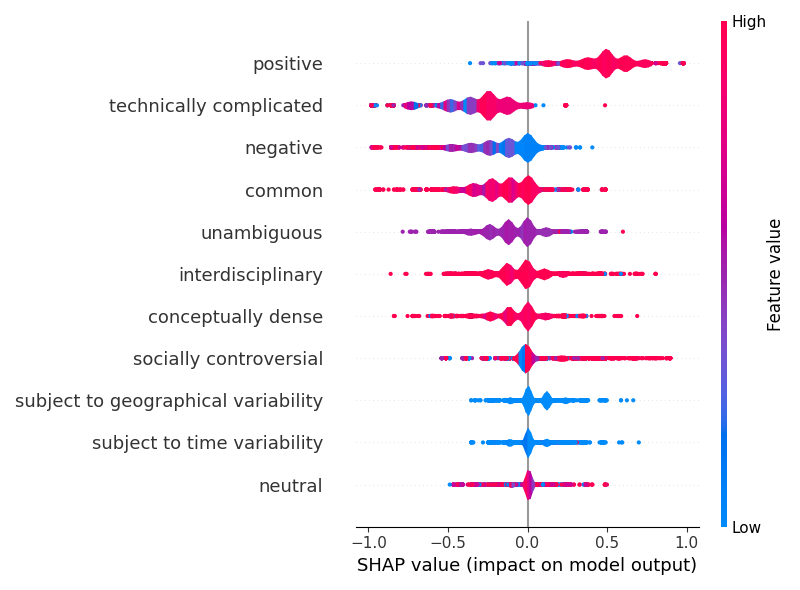 High
positive
technically complicated
negative
common
unambiguous
interdisciplinary
conceptually dense
socially controversial
subject to geographical variability
subject to time variability
neutral
Feature value
Low
−1.0 −0.5 0.0 0.5 1.0
SHAP value (impact on model output)